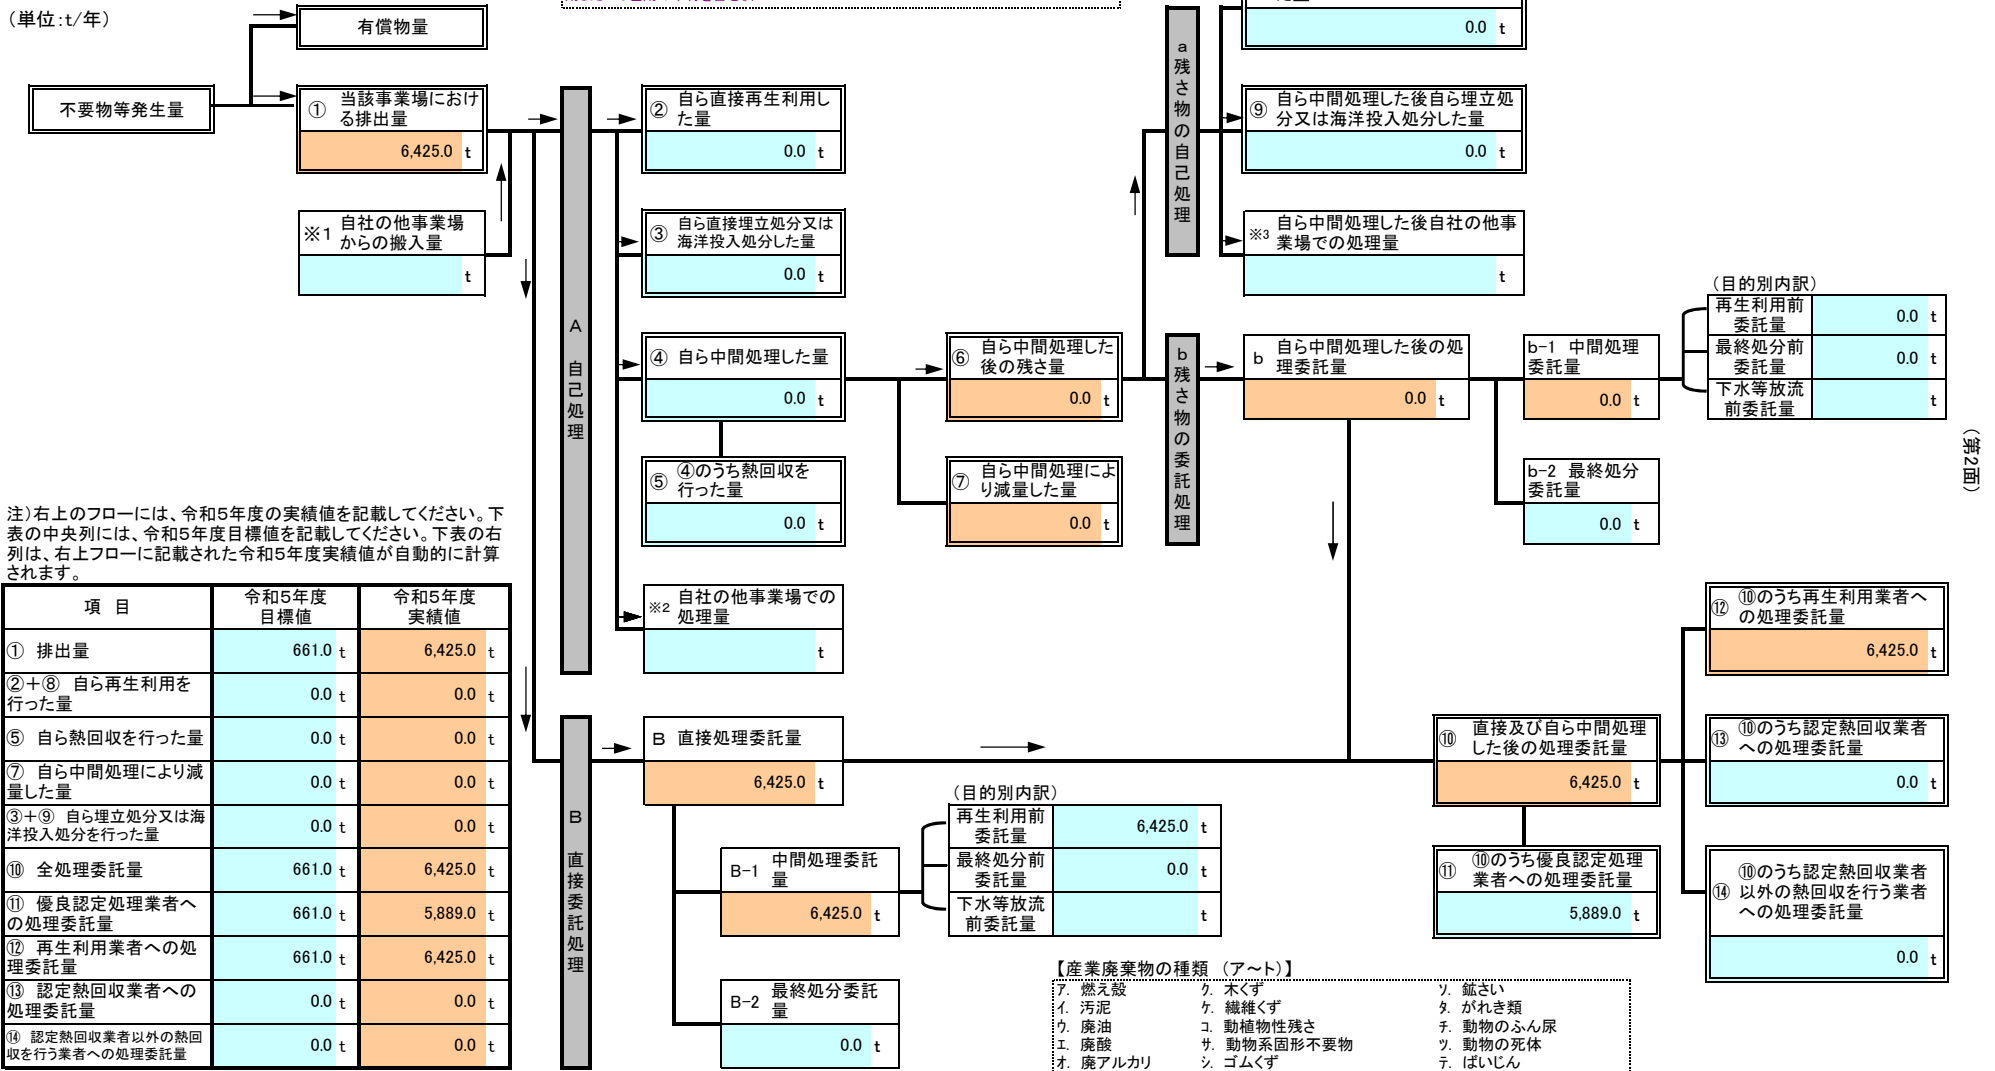 （単位：t/年）
有償物量
不要物等発生量
①
当該事業場におけ
る排出量
6,425.0 t
※1
自社の他事業場
からの搬入量
t
A
自己処理
②
自ら直接再生利用し
た量
0.0 t
③
自ら直接埋立処分又は
海洋投入処分した量
0.0 t
④ 自ら中間処理した量
0.0 t
⑤
④のうち熱回収を
行った量
0.0 t
※2
自社の他事業場での
処理量
t
⑥
自ら中間処理した
後の残さ量
0.0 t
⑦
自ら中間処理によ
り減量した量
0.0 t
a
残さ物の自己処理
0.0 t
⑨
自ら中間処理した後自ら埋立処
分又は海洋投入処分した量
0.0 t
※3
自ら中間処理した後自社の他事
業場での処理量
t
b
残さ物の委託処理
b
自ら中間処理した後の処
理委託量
0.0 t
b-1 中間処理
委託量
0.0 t
b-2 最終処分
委託量
0.0 t
（目的別内訳）
再生利用前
委託量
0.0 t
最終処分前
委託量
0.0 t
下水等放流
前委託量
t
（第2面）
注）右上のフローには、令和５年度の実績値を記載してください。下
表の中央列には、令和５年度目標値を記載してください。下表の右
列は、右上フローに記載された令和５年度実績値が自動的に計算
されます。
項 目
令和５年度
目標値
令和５年度
実績値
① 排出量 661.0 t 6,425.0 t
②＋⑧ 自ら再生利用を
行った量
0.0 t 0.0 t
⑤ 自ら熱回収を行った量 0.0 t 0.0 t
⑦ 自ら中間処理により減
量した量
0.0 t 0.0 t
③＋⑨ 自ら埋立処分又は海
洋投入処分を行った量
0.0 t 0.0 t
⑩ 全処理委託量 661.0 t 6,425.0 t
⑪ 優良認定処理業者へ
の処理委託量
661.0 t 5,889.0 t
⑫ 再生利用業者への処
理委託量
661.0 t 6,425.0 t
⑬ 認定熱回収業者への
処理委託量
0.0 t 0.0 t
⑭ 認定熱回収業者以外の熱回
収を行う業者への処理委託量
0.0 t 0.0 t
B
直接委託処理
B 直接処理委託量
6,425.0 t
B-1
中間処理委託
量
6,425.0 t
B-2
最終処分委託
量
0.0 t
（目的別内訳）
再生利用前
委託量
6,425.0 t
最終処分前
委託量
0.0 t
下水等放流
前委託量
t
⑩
直接及び自ら中間処理
した後の処理委託量
6,425.0 t
⑪
⑩のうち優良認定処理
業者への処理委託量
5,889.0 t
⑫
⑩のうち再生利用業者へ
の処理委託量
6,425.0 t
⑬
⑩のうち認定熱回収業者
への処理委託量
0.0 t
⑭
⑩のうち認定熱回収業者
以外の熱回収を行う業者
への処理委託量
0.0 t
【産業廃棄物の種類 （ア～ト）】
ｱ. 燃え殻 ｸ. 木くず ｿ. 鉱さい
ｲ. 汚泥 ｹ. 繊維くず ﾀ. がれき類
ｳ. 廃油 ｺ. 動植物性残さ ﾁ. 動物のふん尿
ｴ. 廃酸 ｻ. 動物系固形不要物 ﾂ. 動物の死体
ｵ. 廃アルカリ ｼ. ゴムくず ﾃ. ばいじん